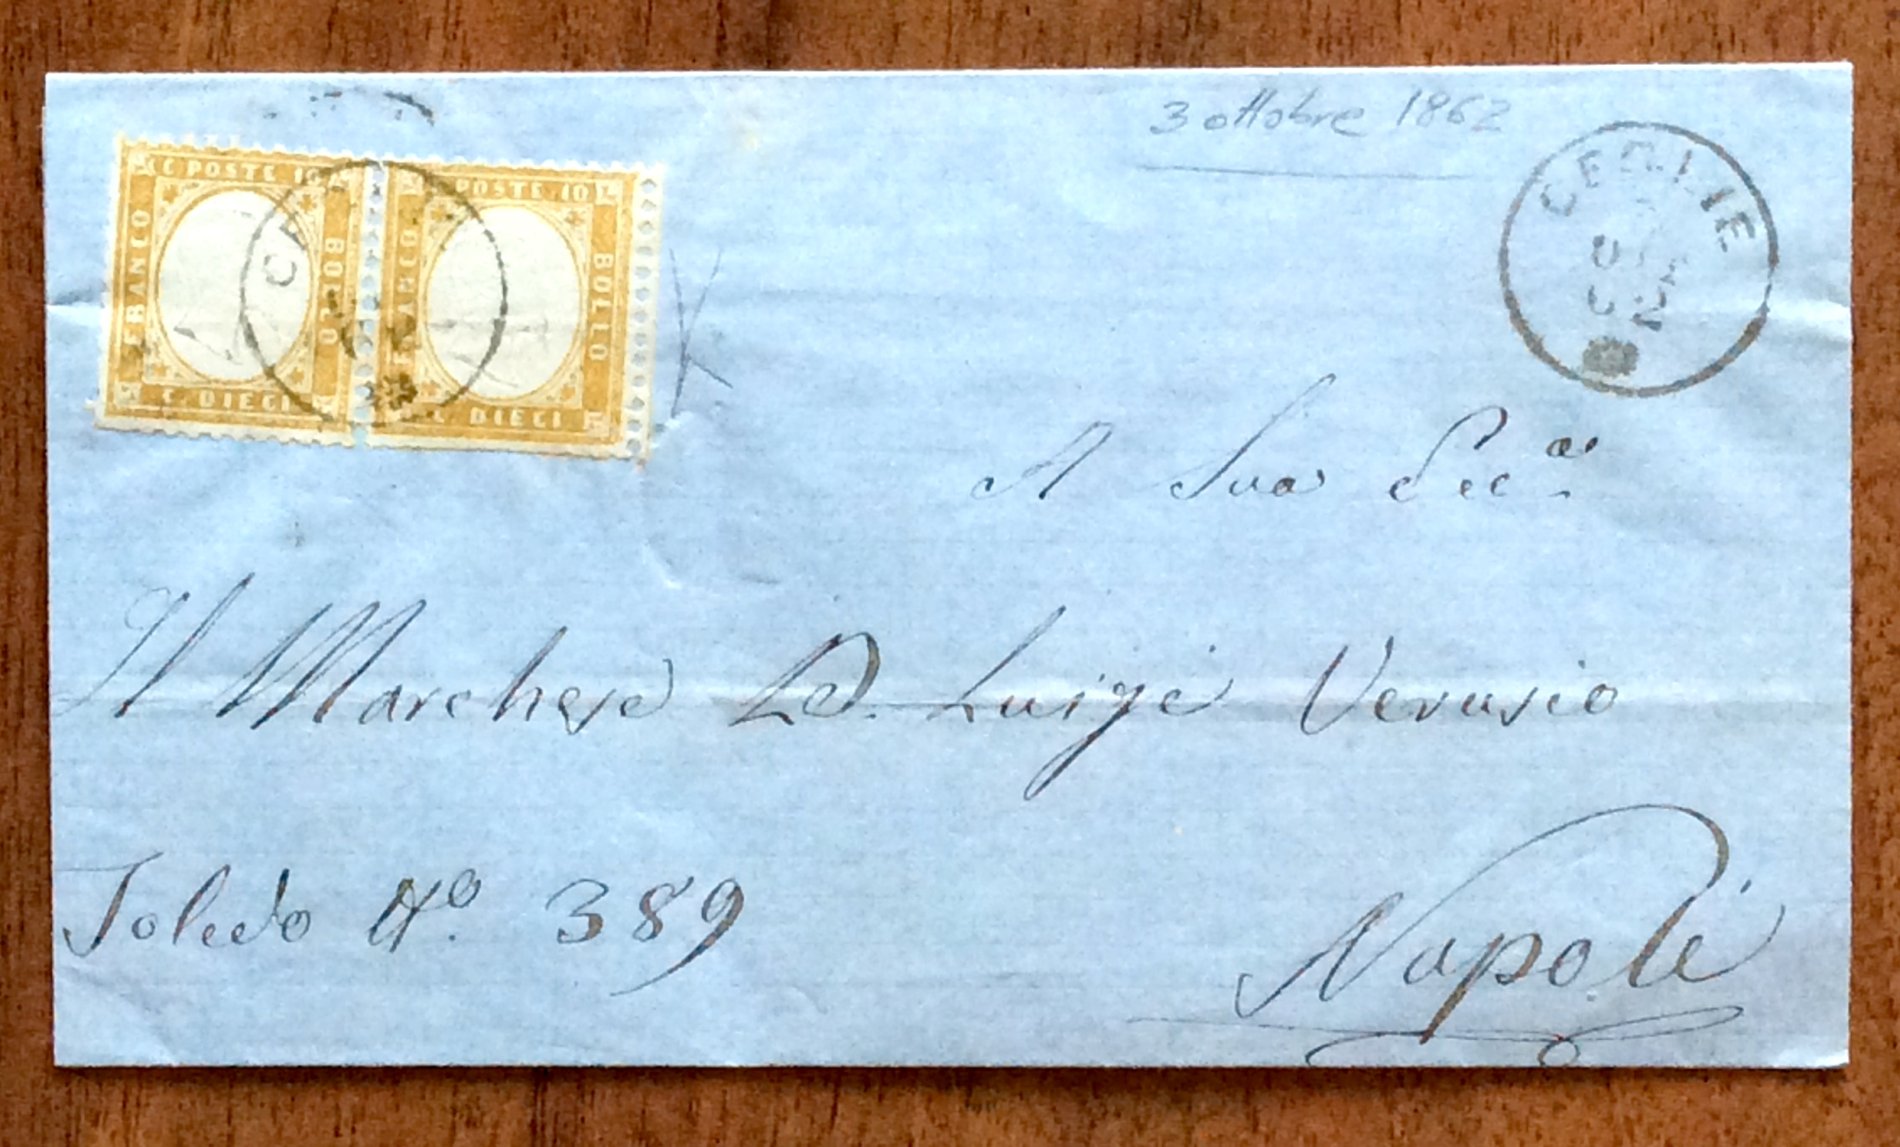 3 ottobre 1862
C. POSTE 10
FRANCO
BOLLO
C. DIECI
POSTE 10
FRANCO
BOLLO
C. DIECI
62
A Sua Ecc.a
Il Marchese D. Luigi Verusio
Toledo No. 389
Napoli